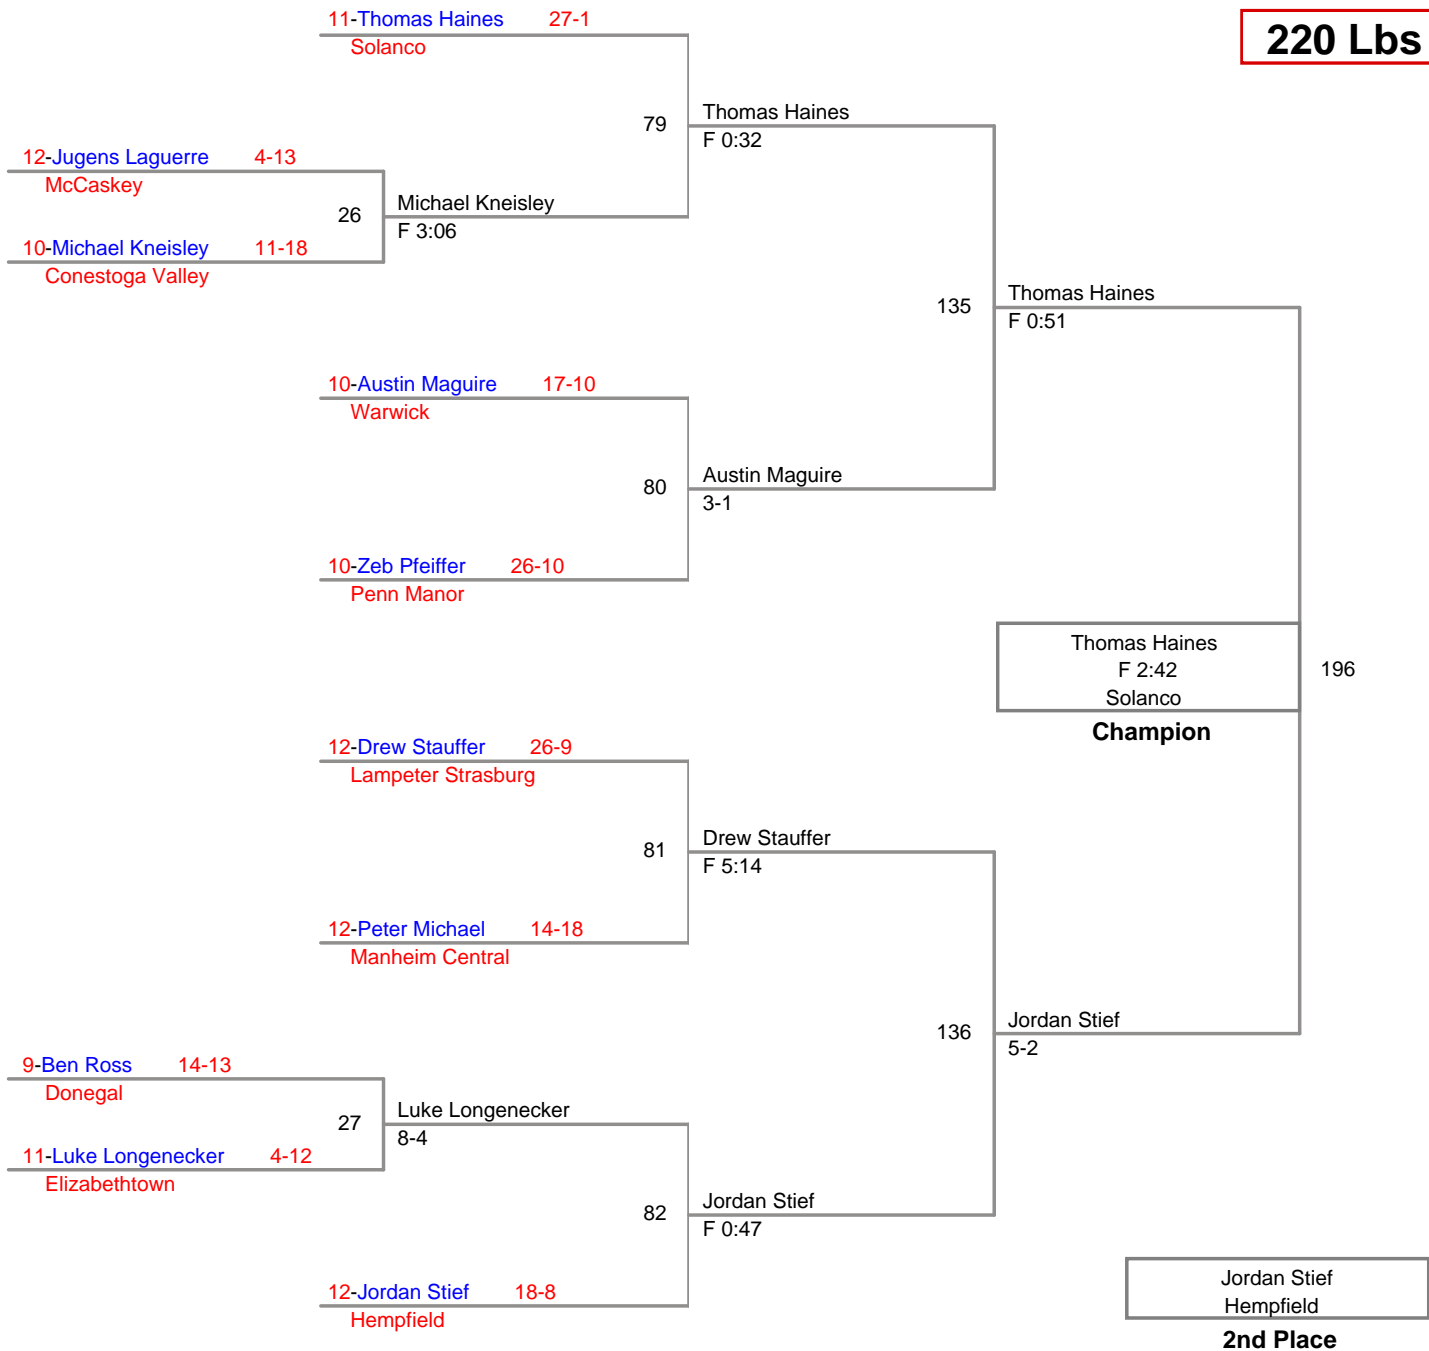 11-Thomas Haines 27-1
Solanco
220 Lbs
79
Thomas Haines
F 0:32
12-Jugens Laguerre 4-13
McCaskey
26
Michael Kneisley
F 3:06
10-Michael Kneisley 11-18
Conestoga Valley
135
Thomas Haines
F 0:51
10-Austin Maguire 17-10
Warwick
80
Austin Maguire
3-1
10-Zeb Pfeiffer 26-10
Penn Manor
Thomas Haines
F 2:42
Solanco
196
Champion
12-Drew Stauffer 26-9
Lampeter Strasburg
81
Drew Stauffer
F 5:14
12-Peter Michael 14-18
Manheim Central
136
Jordan Stief
5-2
9-Ben Ross 14-13
Donegal
27
Luke Longenecker
8-4
11-Luke Longenecker 4-12
Elizabethtown
82
Jordan Stief
F 0:47
12-Jordan Stief 18-8
Hempfield
Jordan Stief
Hempfield
2nd Place